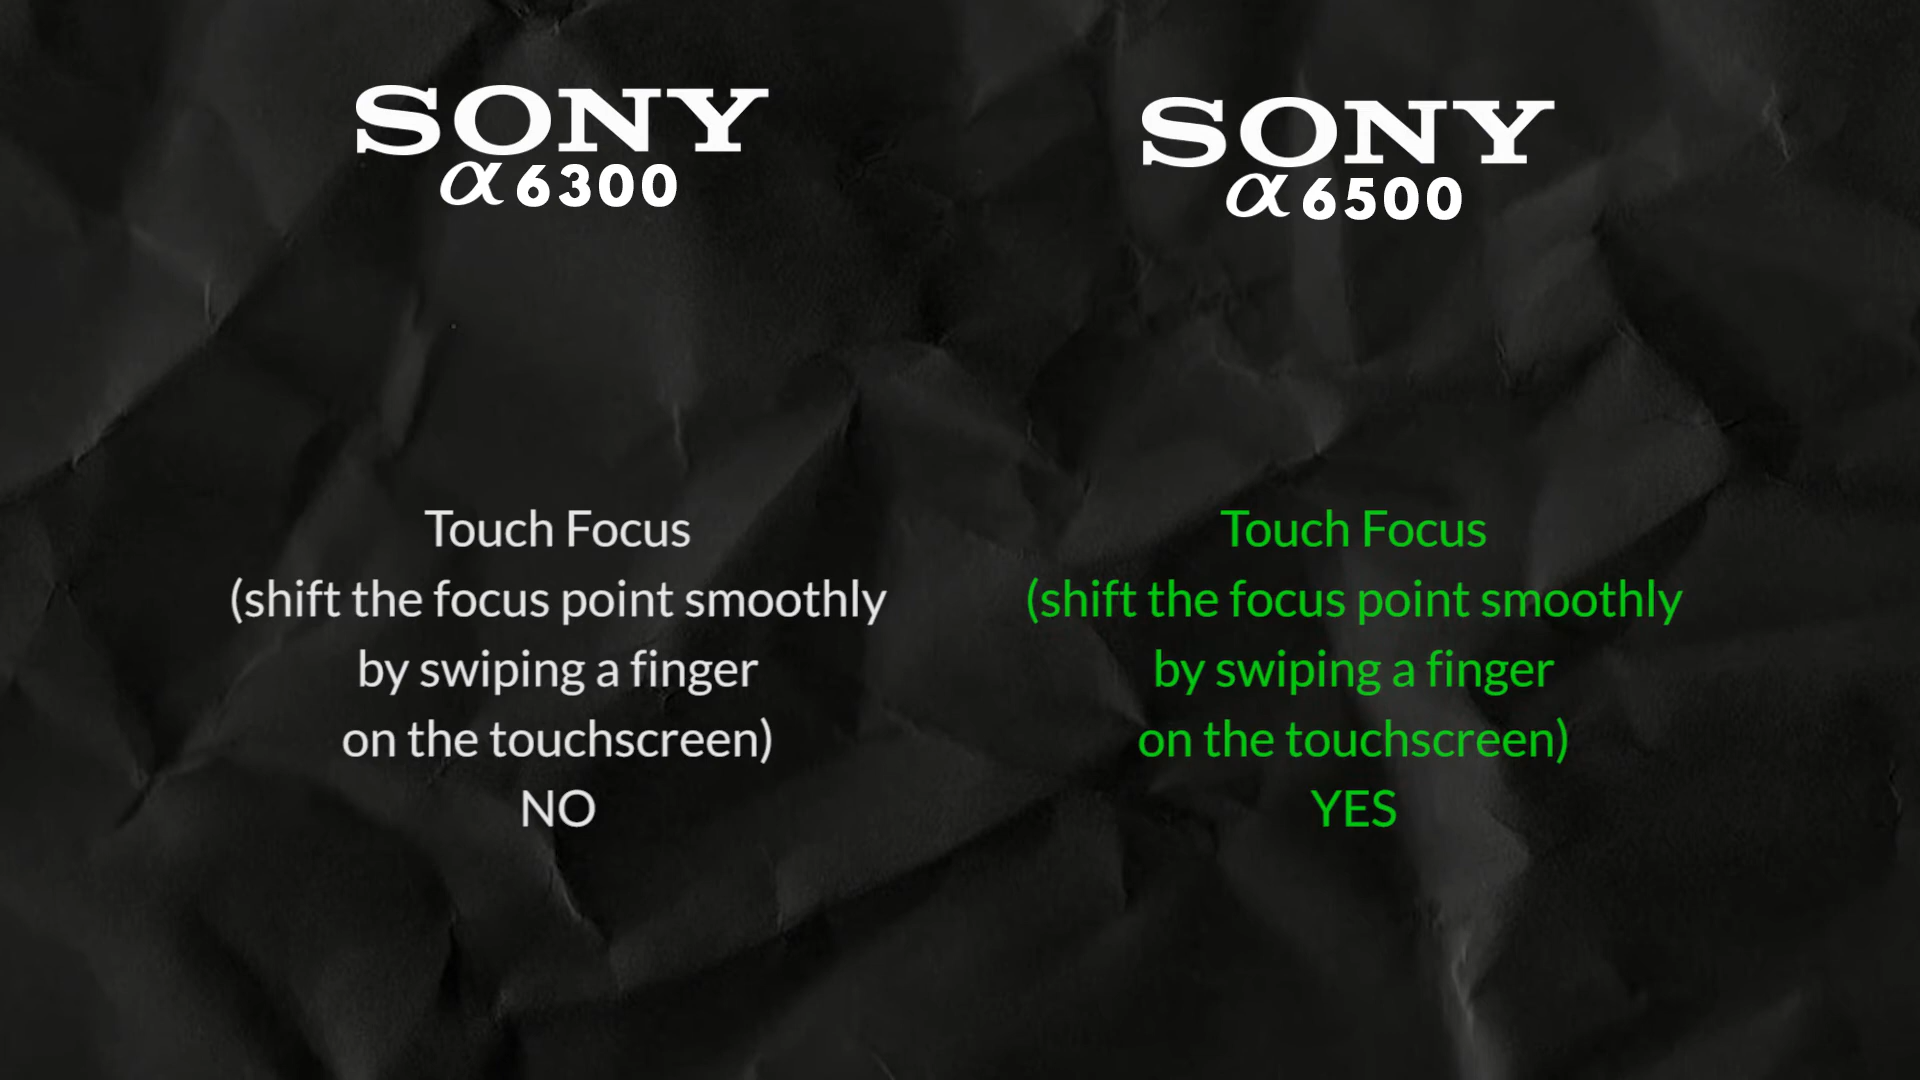 SONY
α6300
Touch Focus
(shift the focus point smoothly
by swiping a finger
on the touchscreen)
NO
SONY
α6500
Touch Focus
(shift the focus point smoothly
by swiping a finger
on the touchscreen)
YES